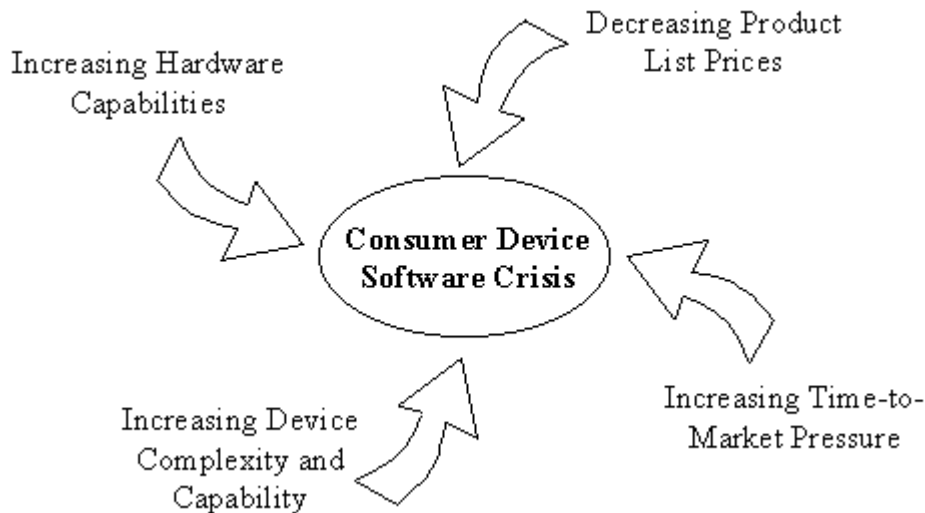 Decreasing Product
List Prices
Increasing Hardware
Capabilities
Consumer Device
Software Crisis
Increasing Time-to-
Market Pressure
Increasing Device
Complexity and
Capability